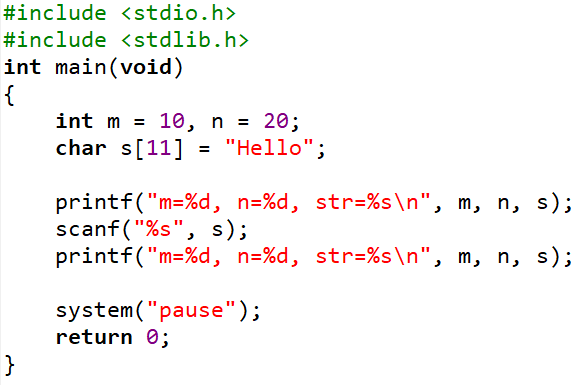 #include <stdio.h>
#include <stdlib.h>
int main(void)
{
    int m = 10, n = 20;
    char s[11] = "Hello";

    printf("m=%d, n=%d, str=%s\n", m, n, s);
    scanf("%s", s);
    printf("m=%d, n=%d, str=%s\n", m, n, s);

    system("pause");
    return 0;
}